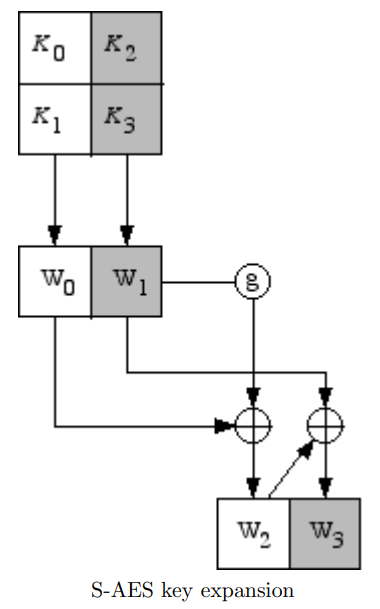 K0 K2
K1 K3
W0 W1 g
W2 W3
S-AES key expansion